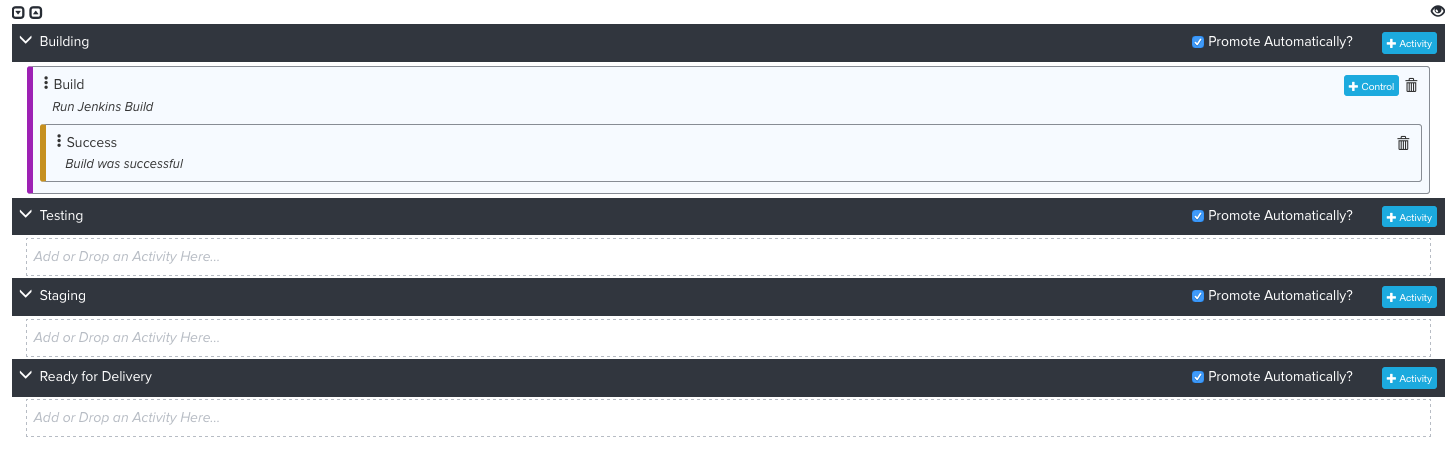 Building Promote Automatically? + Activity
Build + Control
Run Jenkins Build
Success
Build was successful
Testing Promote Automatically? + Activity
Add or Drop an Activity Here...
Staging Promote Automatically? + Activity
Add or Drop an Activity Here...
Ready for Delivery Promote Automatically? + Activity
Add or Drop an Activity Here...